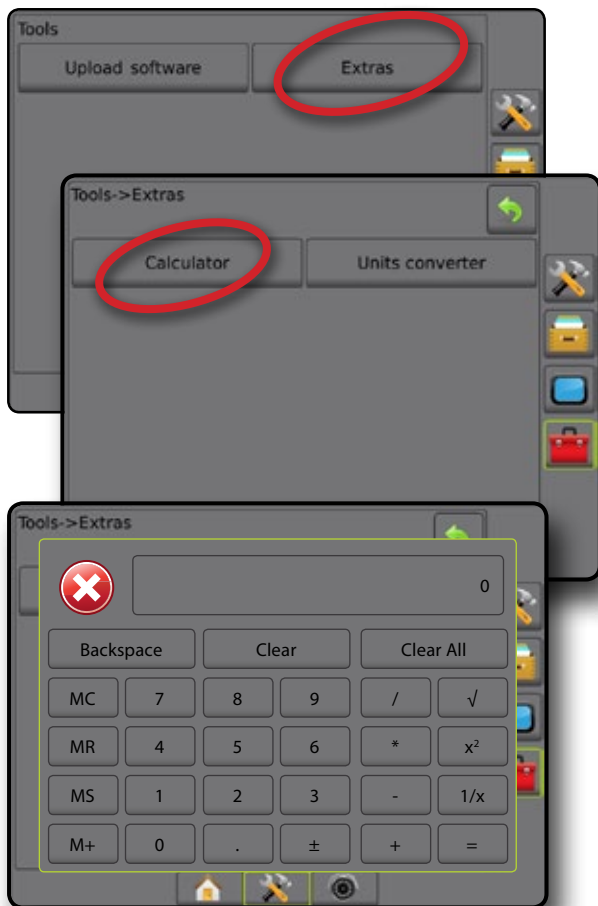 Tools
Upload software Extras
Tools->Extras
Calculator Units converter
Tools->Extras
0
Backspace Clear Clear All
MC 7 8 9 / √
MR 4 5 6 * x²
MS 1 2 3 - 1/x
M+ 0 . ± + =